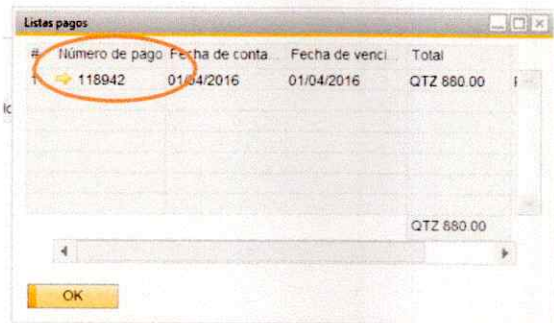 Listas pagos
# Número de pago Fecha de conta... Fecha de venci... Total
1 118942 01/04/2016 01/04/2016 QTZ 880.00
QTZ 880.00
OK